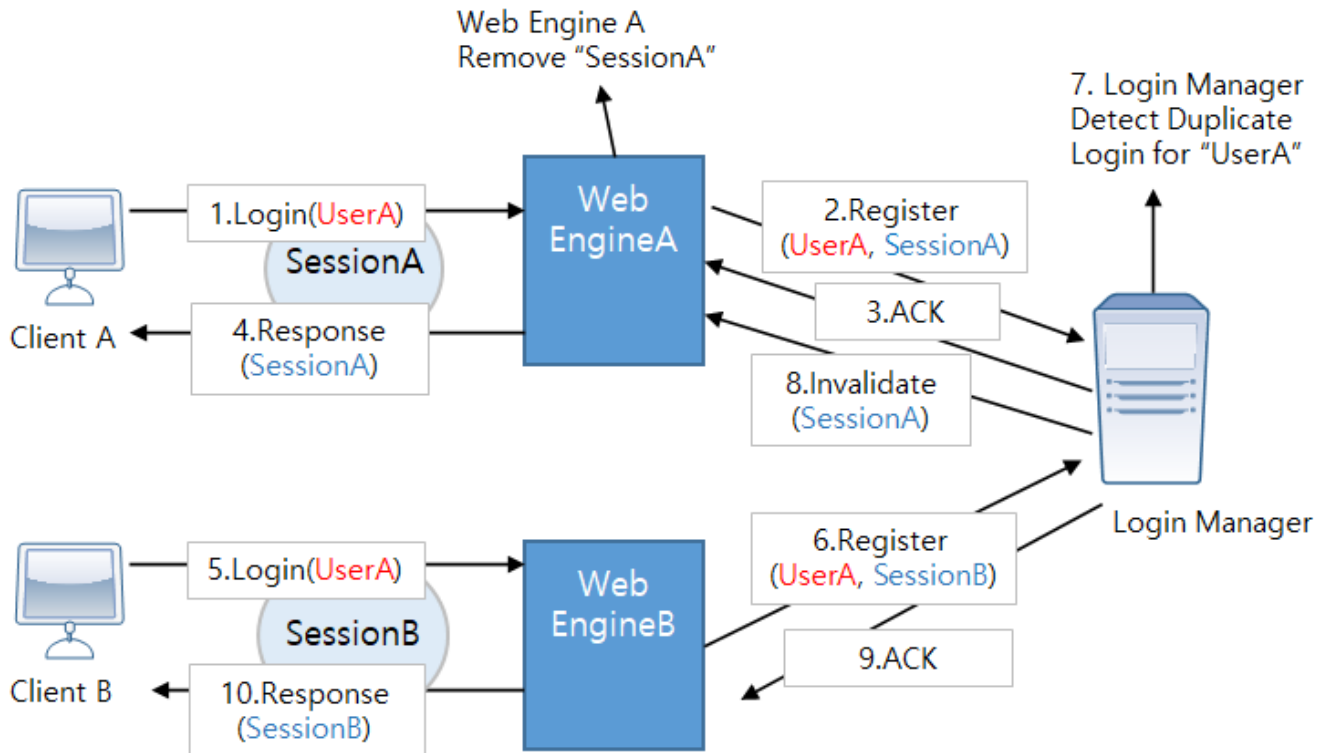 Web Engine A
Remove “SessionA”
7. Login Manager
Detect Duplicate
Login for “UserA”
1.Login(UserA)
SessionA
4.Response
(SessionA)
Client A
Web
EngineA
2.Register
(UserA, SessionA)
3.ACK
8.Invalidate
(SessionA)
Login Manager
5.Login(UserA)
SessionB
10.Response
(SessionB)
Client B
Web
EngineB
6.Register
(UserA, SessionB)
9.ACK